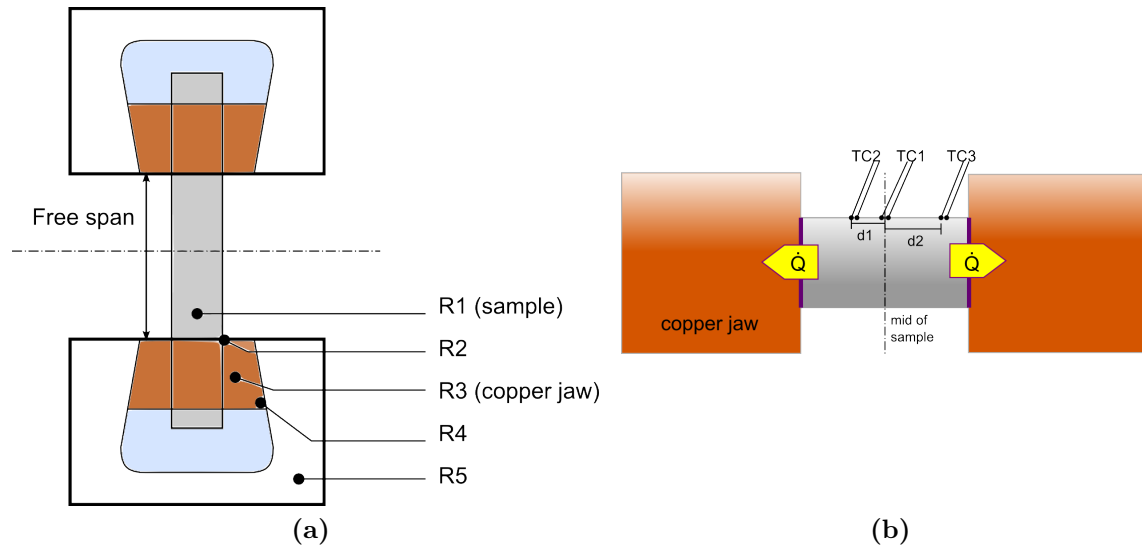 Free span
R1 (sample)
R2
R3 (copper jaw)
R4
R5
(a)
TC2 TC1 TC3
d1 d2
Q̇ Q̇
copper jaw
mid of
sample
(b)